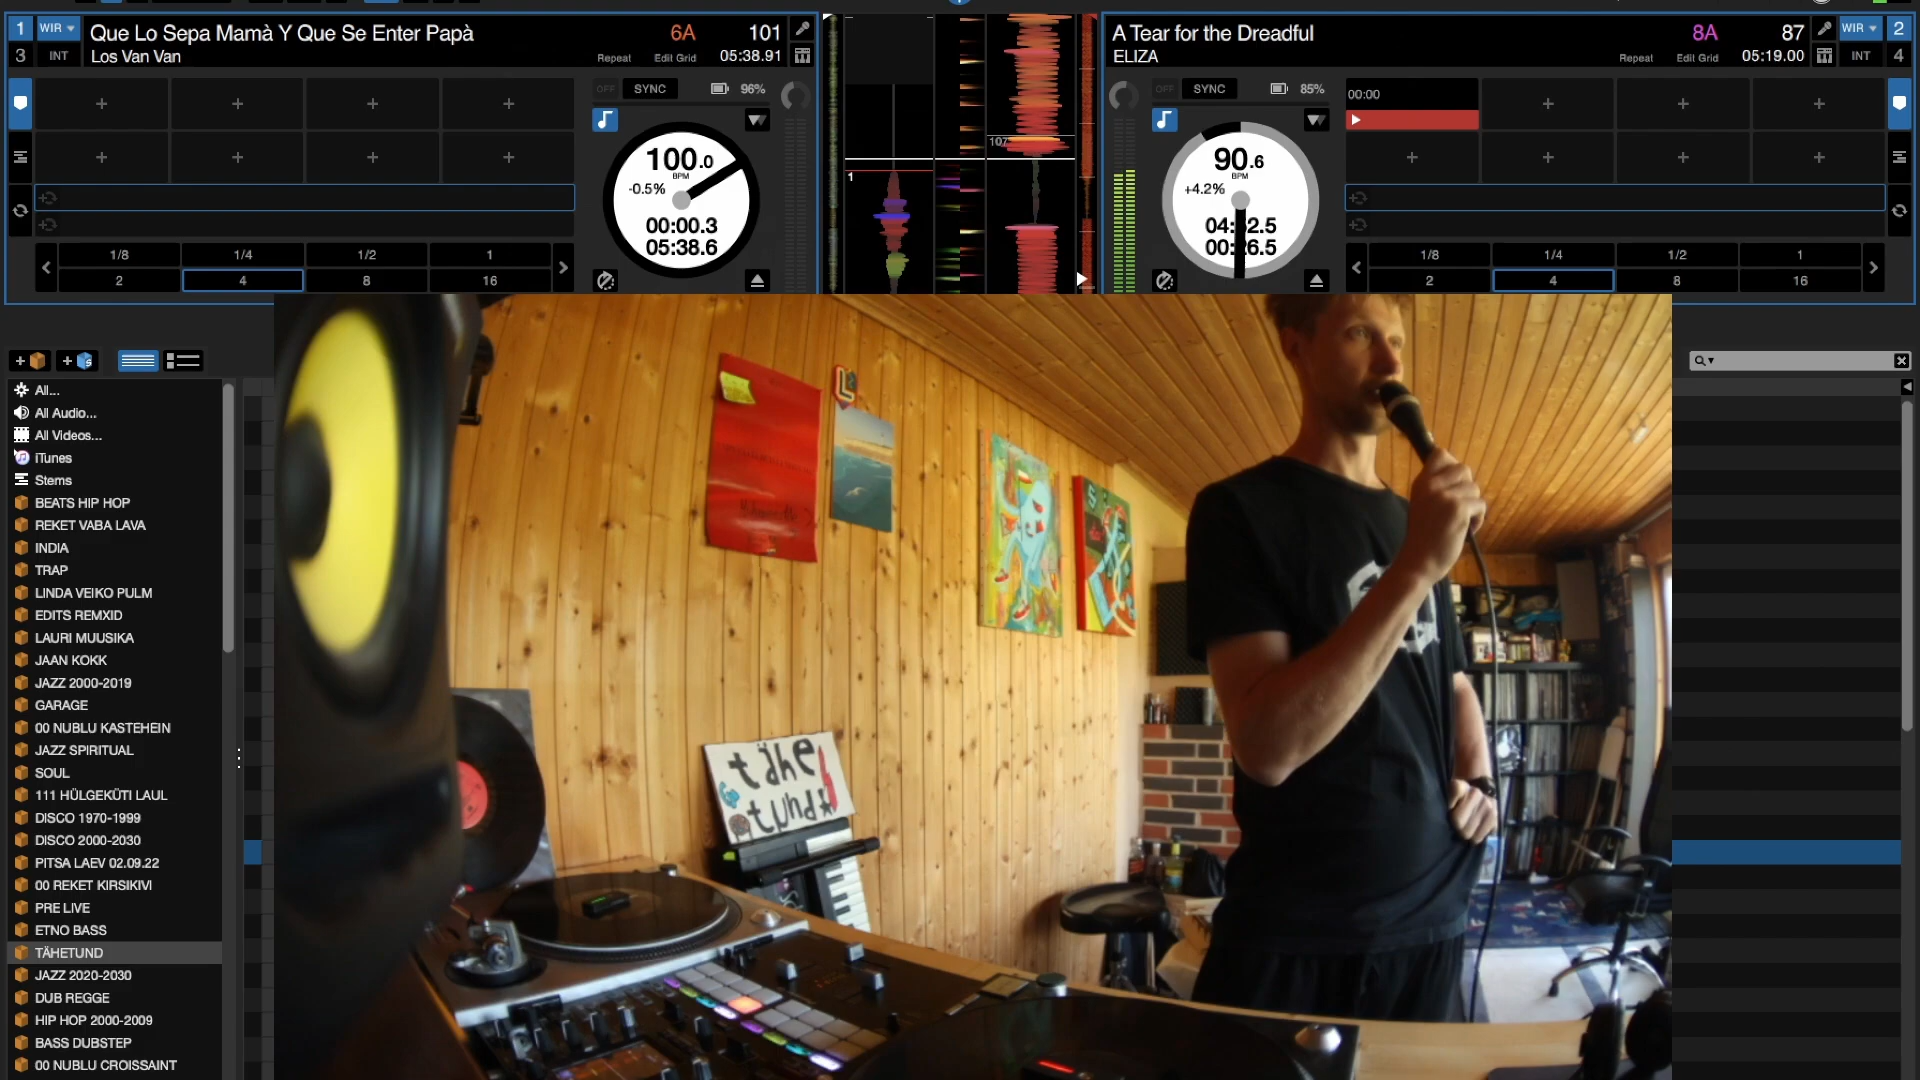 1 WIR Que Lo Sepa Mamà Y Que Se Enter Papà 6A 101
3 INT Los Van Van Repeat Edit Grid 05:38.91
A Tear for the Dreadful 8A 87 WIR 2
ELIZA Repeat Edit Grid 05:19.00 INT 4
OFF SYNC 96%
100.0
BPM
-0.5%
00:00.3
05:38.6
1/8 1/4 1/2 1
2 4 8 16
107
1
OFF SYNC 85%
90.6
BPM
+4.2%
00:00
1/8 1/4 1/2 1
2 4 8 16
All...
All Audio...
All Videos...
iTunes
Stems
BEATS HIP HOP
REKET VABA LAVA
INDIA
TRAP
LINDA VEIKO PULM
EDITS REMXID
LAURI MUUSIKA
JAAN KOKK
JAZZ 2000-2019
GARAGE
00 NUBLU KASTEHEIN
JAZZ SPIRITUAL
SOUL
111 HÜLGEKÜTI LAUL
DISCO 1970-1999
DISCO 2000-2030
PITSA LAEV 02.09.22
00 REKET KIRSIKIVI
PRE LIVE
ETNO BASS
TÄHETUND
JAZZ 2020-2030
DUB REGGE
HIP HOP 2000-2009
BASS DUBSTEP
00 NUBLU CROISSAINT
tähe
tund